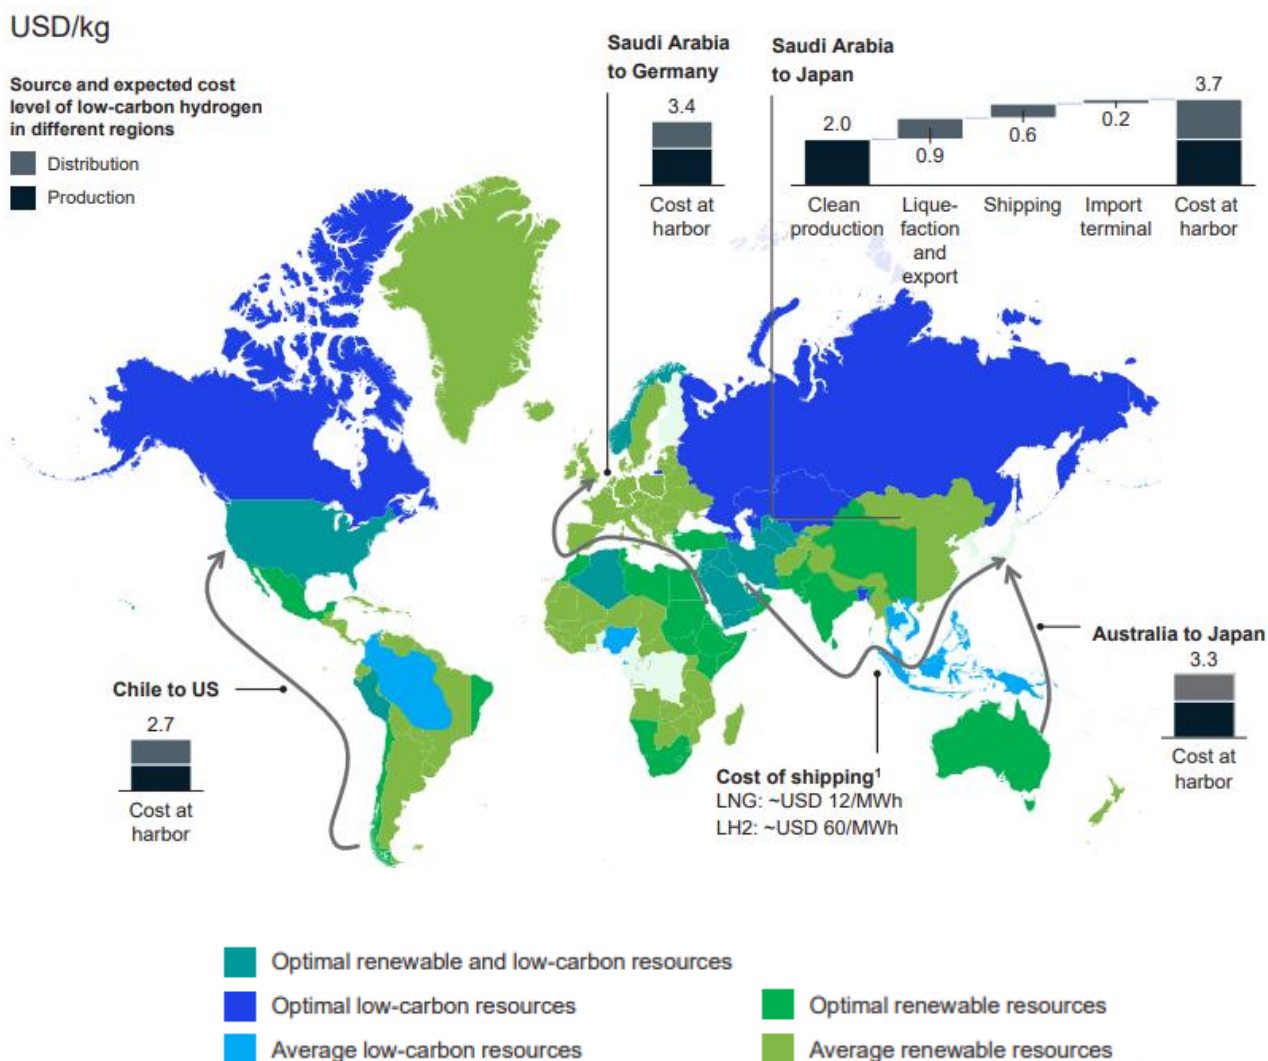 USD/kg
Source and expected cost
level of low-carbon hydrogen
in different regions
Distribution
Production
Saudi Arabia
to Germany
3.4
Cost at
harbor
Saudi Arabia
to Japan
2.0
0.9
0.6
0.2
3.7
Clean
production
Lique-
faction
and
export
Shipping
Import
terminal
Cost at
harbor
Chile to US
2.7
Cost at
harbor
Australia to Japan
3.3
Cost at
harbor
Cost of shipping¹
LNG: ~USD 12/MWh
LH2: ~USD 60/MWh
Optimal renewable and low-carbon resources
Optimal low-carbon resources
Average low-carbon resources
Optimal renewable resources
Average renewable resources